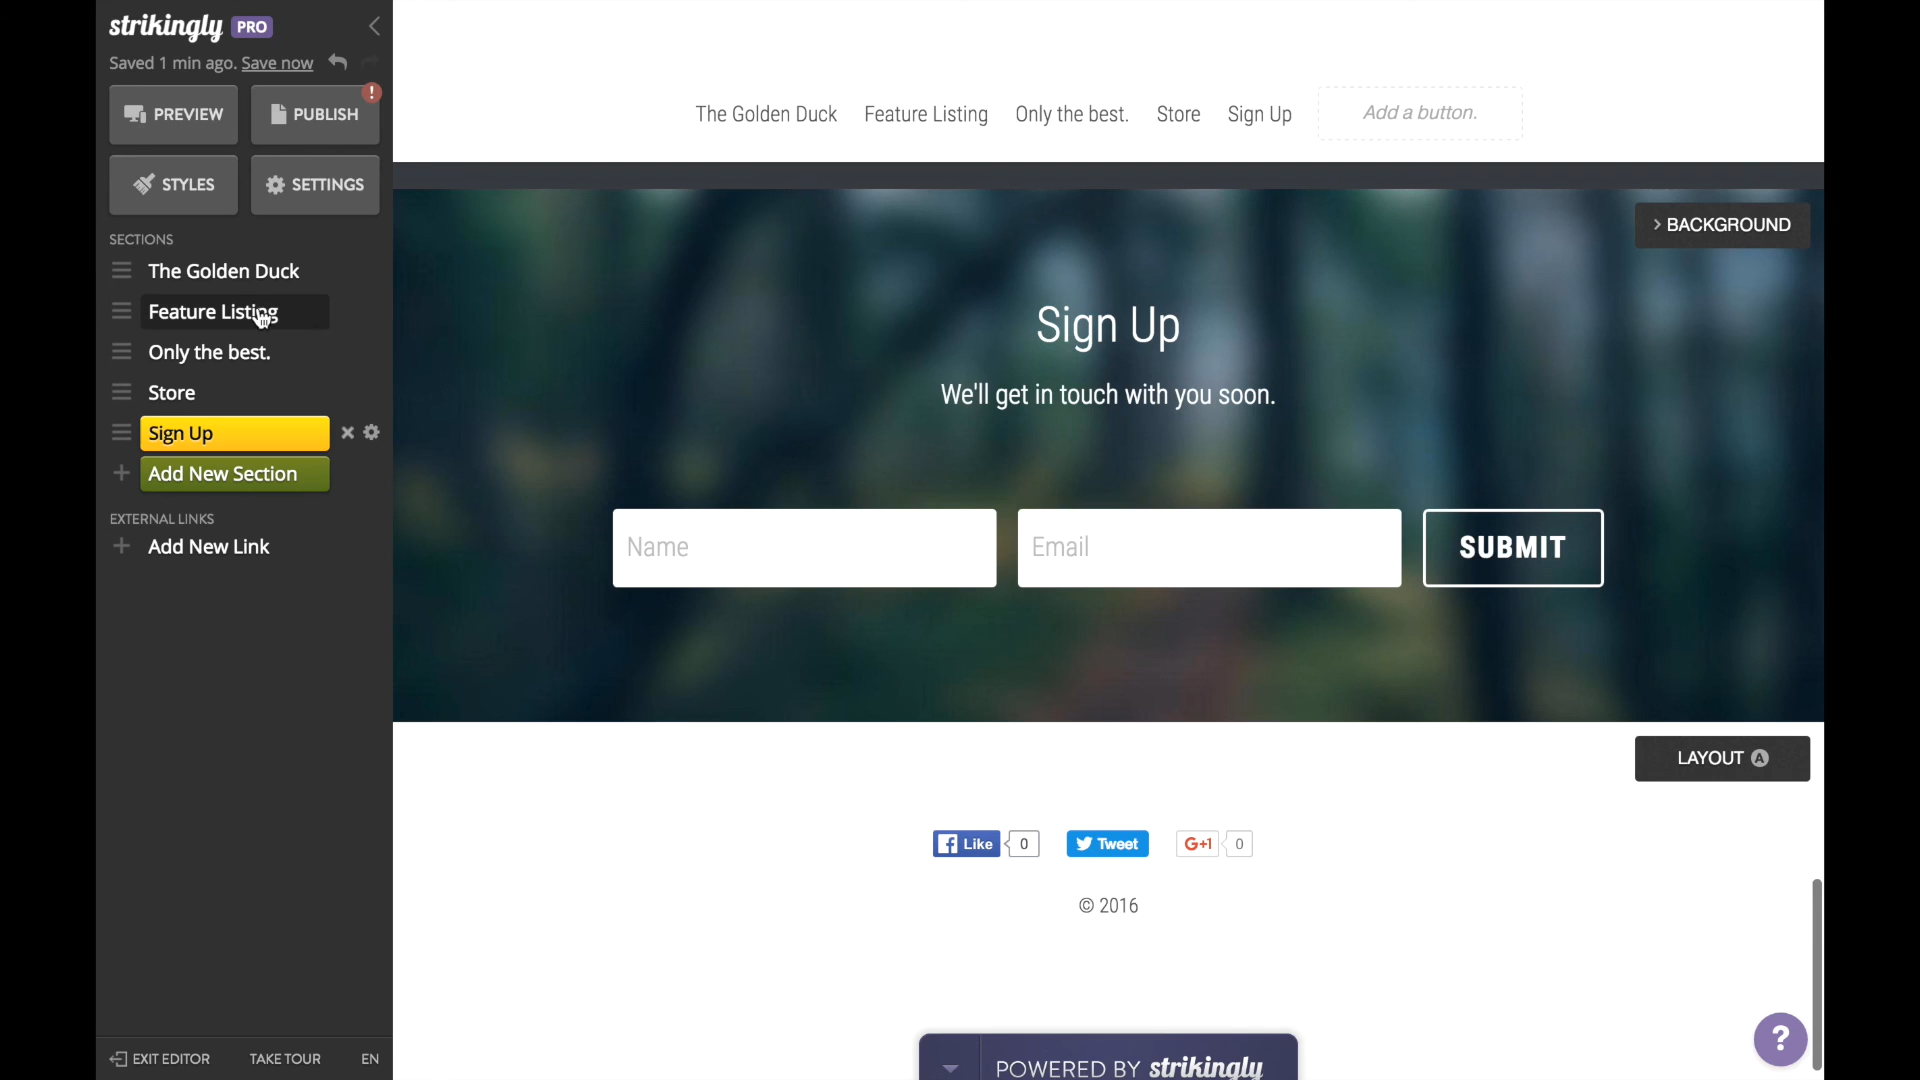 strikingly PRO
Saved 1 min ago. Save now
PREVIEW
PUBLISH
!
STYLES
SETTINGS
SECTIONS
The Golden Duck
Feature Listing
Only the best.
Store
Sign Up
Add New Section
EXTERNAL LINKS
Add New Link
EXIT EDITOR
TAKE TOUR
EN
The Golden Duck Feature Listing Only the best. Store Sign Up Add a button.
BACKGROUND
Sign Up
We'll get in touch with you soon.
Name
Email
SUBMIT
LAYOUT A
Like 0
Tweet
G+1 0
© 2016
POWERED BY strikingly
?